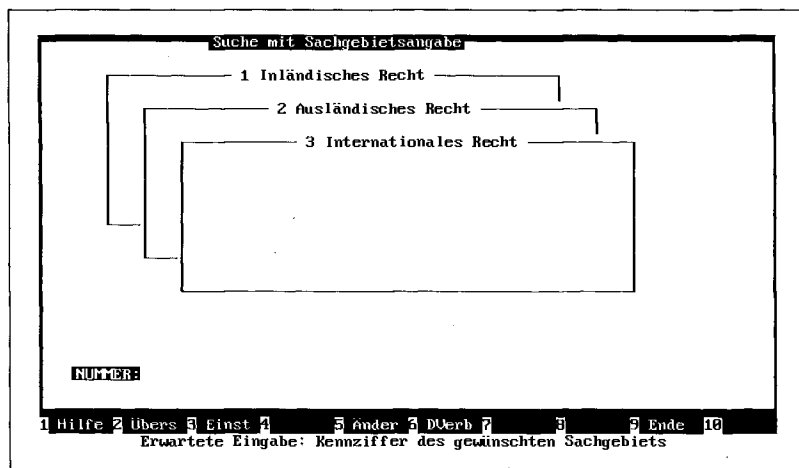 Suche mit Sachgebietsangabe
1 Inländisches Recht
2 Ausländisches Recht
3 Internationales Recht
NUMMER:
1 Hilfe 2 Übers 3 Einst 4 5 Änder 6 DVerb 7 8 9 Ende 10
Erwartete Eingabe: Kennziffer des gewünschten Sachgebiets